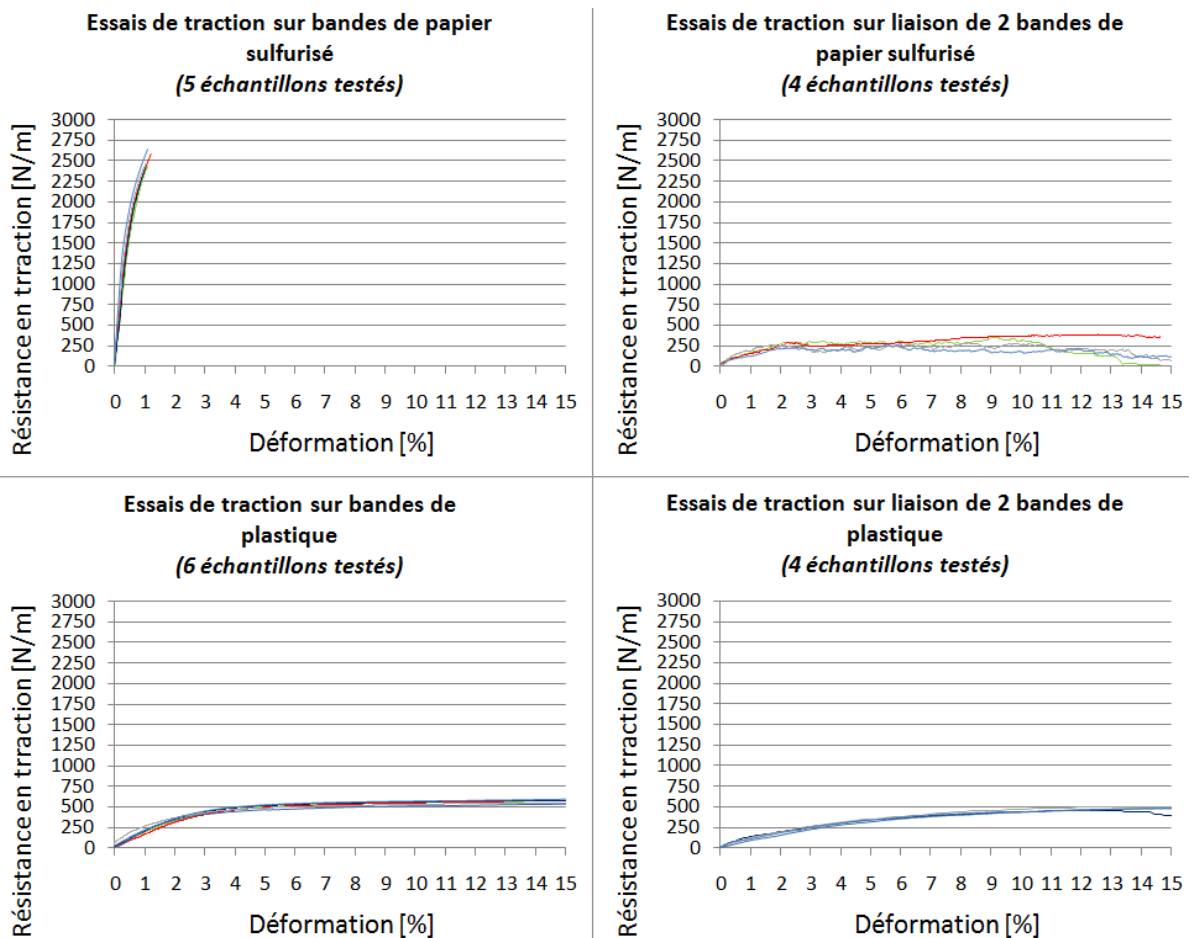 Essais de traction sur bandes de papier
sulfurisé
(5 échantillons testés)
Résistance en trraction [N/m]
3000
2750
2500
2250
2000
1750
1500
1250
1000
750
500
250
0
0 1 2 3 4 5 6 7 8 9 10 11 12 13 14 15
Déformation [%]
Essais de traction sur liaison de 2 bandes de
papier sulfurisé
(4 échantillons testés)
Résistance en trraction [N/m]
3000
2750
2500
2250
2000
1750
1500
1250
1000
750
500
250
0
0 1 2 3 4 5 6 7 8 9 10 11 12 13 14 15
Déformation [%]
Essais de traction sur bandes de
plastique
(6 échantillons testés)
Résistance en trraction [N/m]
3000
2750
2500
2250
2000
1750
1500
1250
1000
750
500
250
0
0 1 2 3 4 5 6 7 8 9 10 11 12 13 14 15
Déformation [%]
Essais de traction sur liaison de 2 bandes de
plastique
(4 échantillons testés)
Résistance en trraction [N/m]
3000
2750
2500
2250
2000
1750
1500
1250
1000
750
500
250
0
0 1 2 3 4 5 6 7 8 9 10 11 12 13 14 15
Déformation [%]